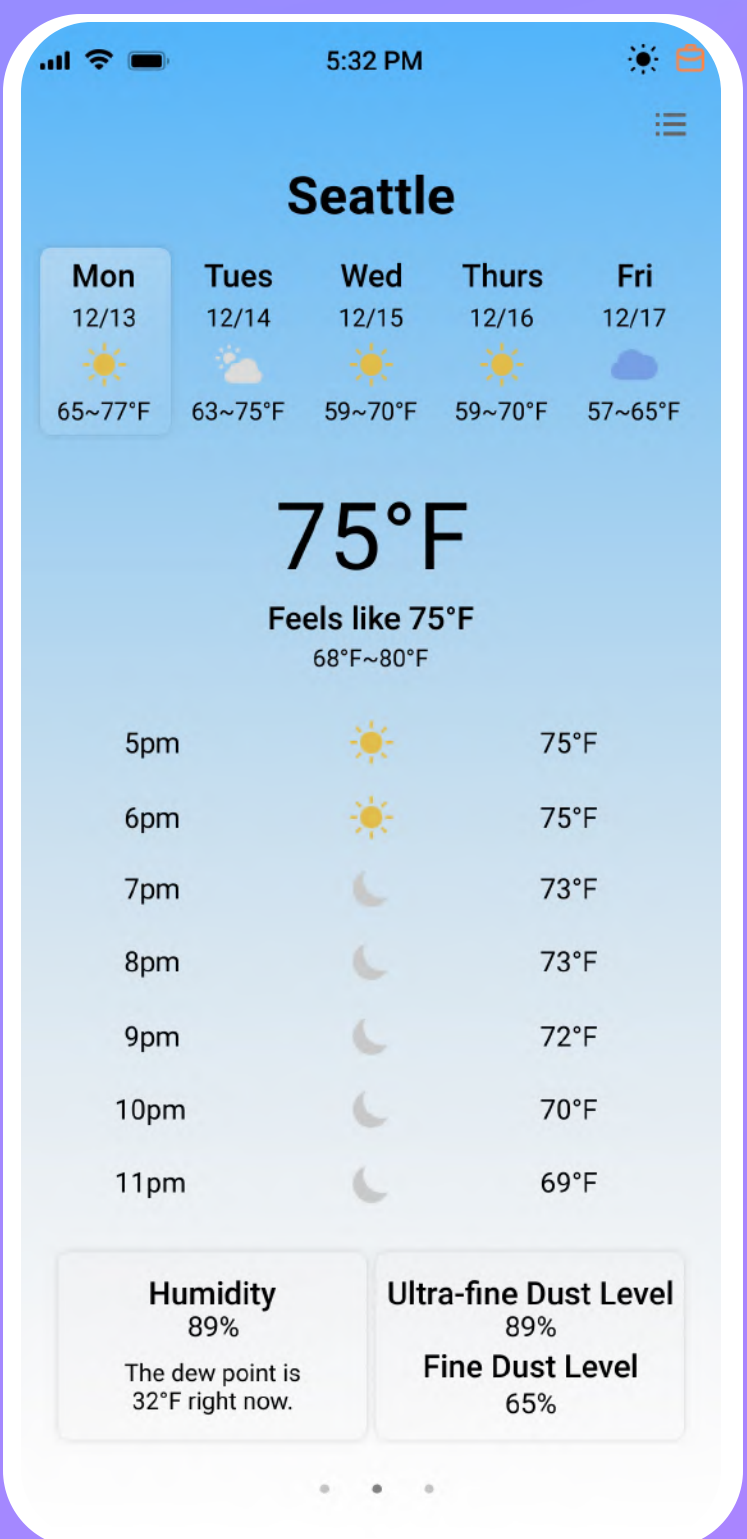 5:32 PM
Seattle
Mon Tues Wed Thurs Fri
12/13 12/14 12/15 12/16 12/17
65~77°F 63~75°F 59~70°F 59~70°F 57~65°F
75°F
Feels like 75°F
68°F~80°F
5pm 75°F
6pm 75°F
7pm 73°F
8pm 73°F
9pm 72°F
10pm 70°F
11pm 69°F
Humidity
89%
The dew point is
32°F right now.
Ultra-fine Dust Level
89%
Fine Dust Level
65%